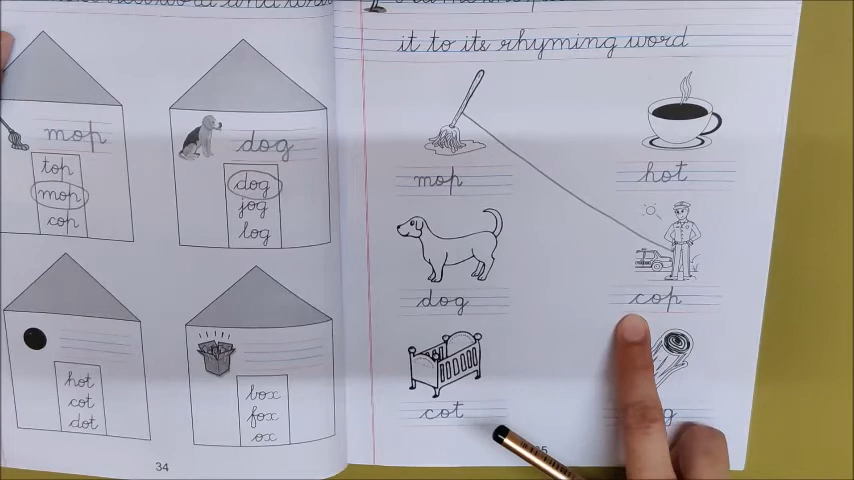 it to its rhyming word
mop
top
mop
cop
dog
dog
jog
log
hot
cot
dot
box
fox
ox
34
mop
hot
dog
cop
cot